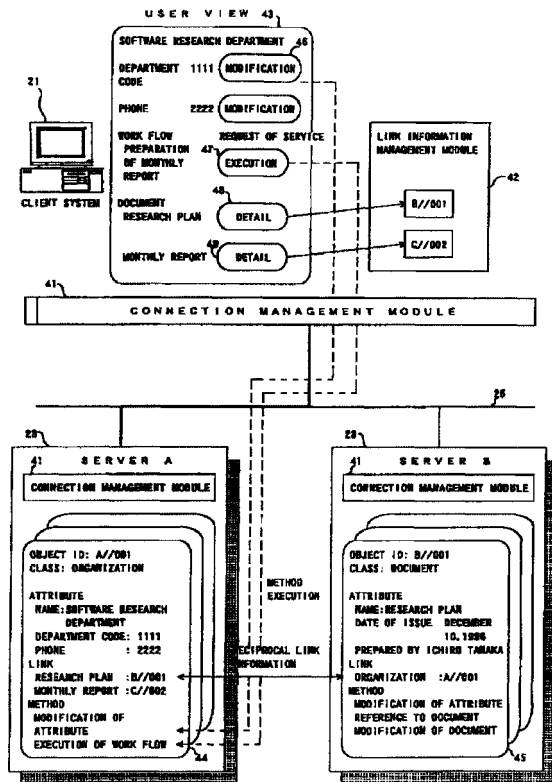 USER VIEW 43
SOFTWARE RESEARCH DEPARTMENT 46
DEPARTMENT CODE 1111 MODIFICATION
PHONE 2222 MODIFICATION
WORK FLOW REQUEST OF SERVICE
PREPARATION OF MONTHLY REPORT 47 EXECUTION
DOCUMENT 48
RESEARCH PLAN DETAIL
MONTHLY REPORT 49 DETAIL
21
CLIENT SYSTEM
LINK INFORMATION
MANAGEMENT MODULE
42
B//001
C//002
41
CONNECTION MANAGEMENT MODULE
25
23
SERVER A
41
CONNECTION MANAGEMENT MODULE
OBJECT ID: A//001
CLASS: ORGANIZATION
ATTRIBUTE
NAME:SOFTWARE RESEARCH
DEPARTMENT
DEPARTMENT CODE: 1111
PHONE : 2222
LINK
RESEARCH PLAN :B//001
MONTHLY REPORT :C//002
METHOD
MODIFICATION OF
ATTRIBUTE
EXECUTION OF WORK FLOW
44
METHOD
EXECUTION
ECIPROCAL LINK
INFORMATION
23
SERVER B
41
CONNECTION MANAGEMENT MODULE
OBJECT ID: B//001
CLASS: DOCUMENT
ATTRIBUTE
NAME:RESEARCH PLAN
DATE OF ISSUE DECEMBER
10,1996
PREPARED BY ICHIRO TANAKA
LINK
ORGANIZATION :A//001
METHOD
MODIFICATION OF ATTRIBUTE
REFERENCE TO DOCUMENT
MODIFICATION OF DOCUMENT
45